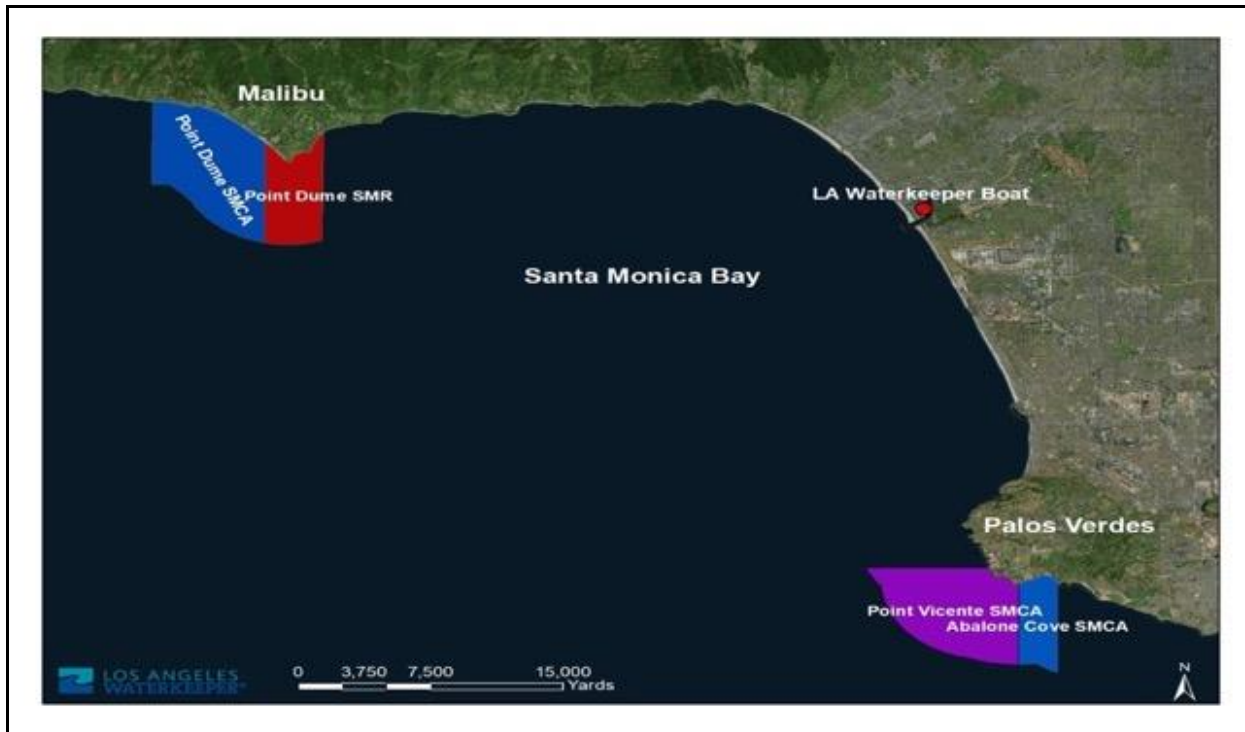 Malibu
Point Dume SMCA
Point Dume SMR
LA Waterkeeper Boat
Santa Monica Bay
Palos Verdes
Point Vicente SMCA
Abalone Cove SMCA
LOS ANGELES
WATERKEEPER®
0 3,750 7,500 15,000
Yards
N